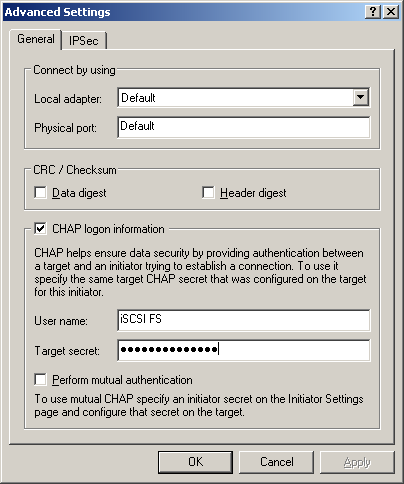 Advanced Settings
General IPSec
Connect by using
Local adapter: Default
Physical port: Default
CRC / Checksum
Data digest Header digest
CHAP logon information
CHAP helps ensure data security by providing authentication between
a target and an initiator trying to establish a connection. To use it
specify the same target CHAP secret that was configured on the target
for this initiator.
User name: iSCSI FS
Target secret: ●●●●●●●●●●●●●●
Perform mutual authentication
To use mutual CHAP specify an initiator secret on the Initiator Settings
page and configure that secret on the target.
OK Cancel Apply